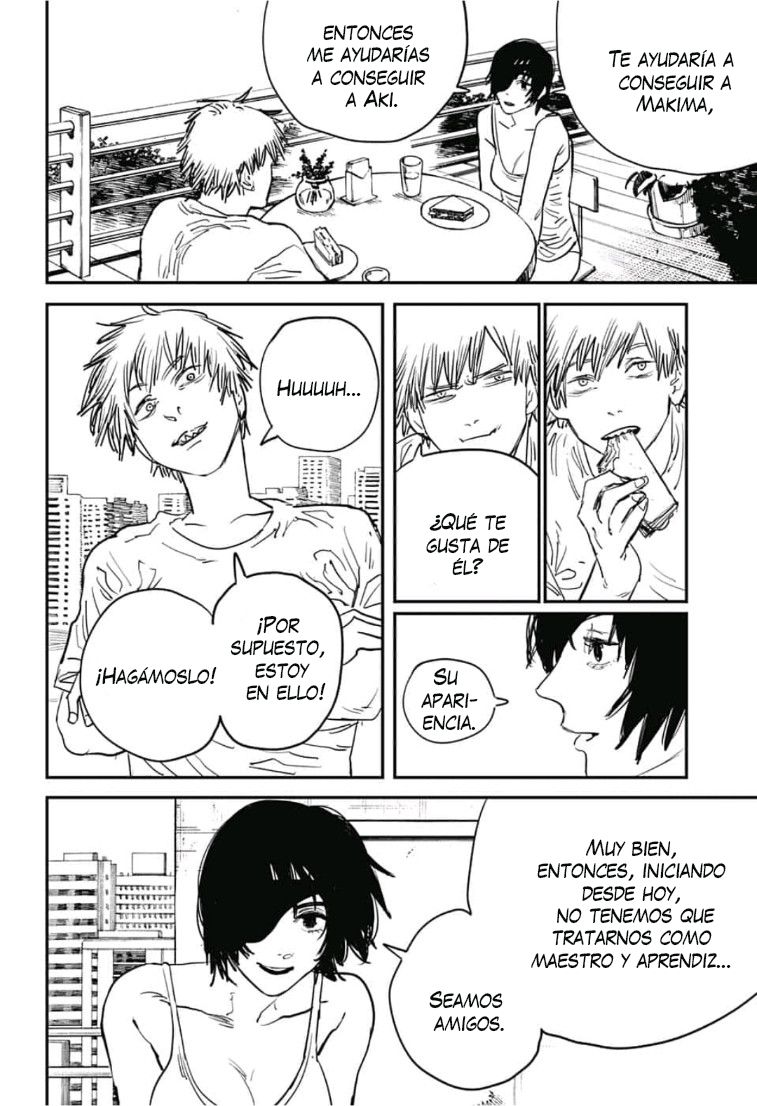 Te ayudaría a
conseguir a
Makima,
entonces
me ayudarías
a conseguir
a Aki.
¿Qué te
gusta de
él?
Su
apari-
encia.
Huuuuh...
¡Por
supuesto,
estoy
en ello!
¡Hagámoslo!
Muy bien,
entonces, iniciando
desde hoy,
no tenemos que
tratarnos como
maestro y aprendiz...
Seamos
amigos.